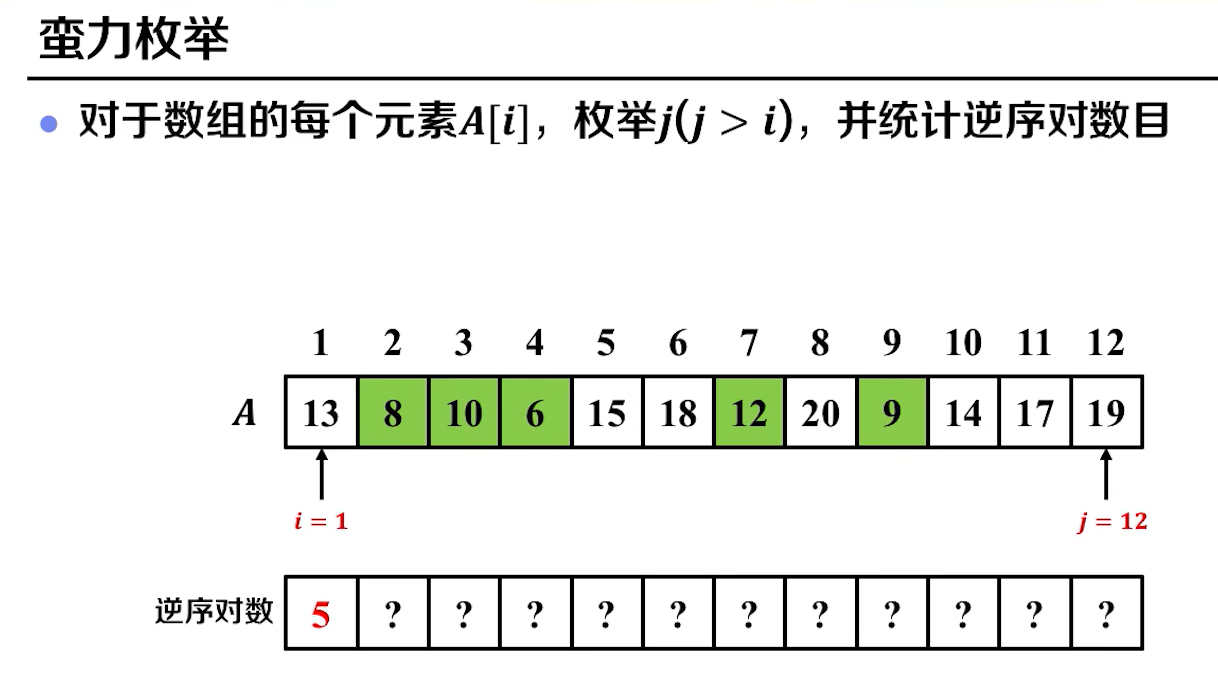 蛮力枚举
对于数组的每个元素A[i]，枚举j(j > i)，并统计逆序对数目
1 2 3 4 5 6 7 8 9 10 11 12
A 13 8 10 6 15 18 12 20 9 14 17 19
i = 1 j = 12
逆序对数 5 ? ? ? ? ? ? ? ? ? ? ?